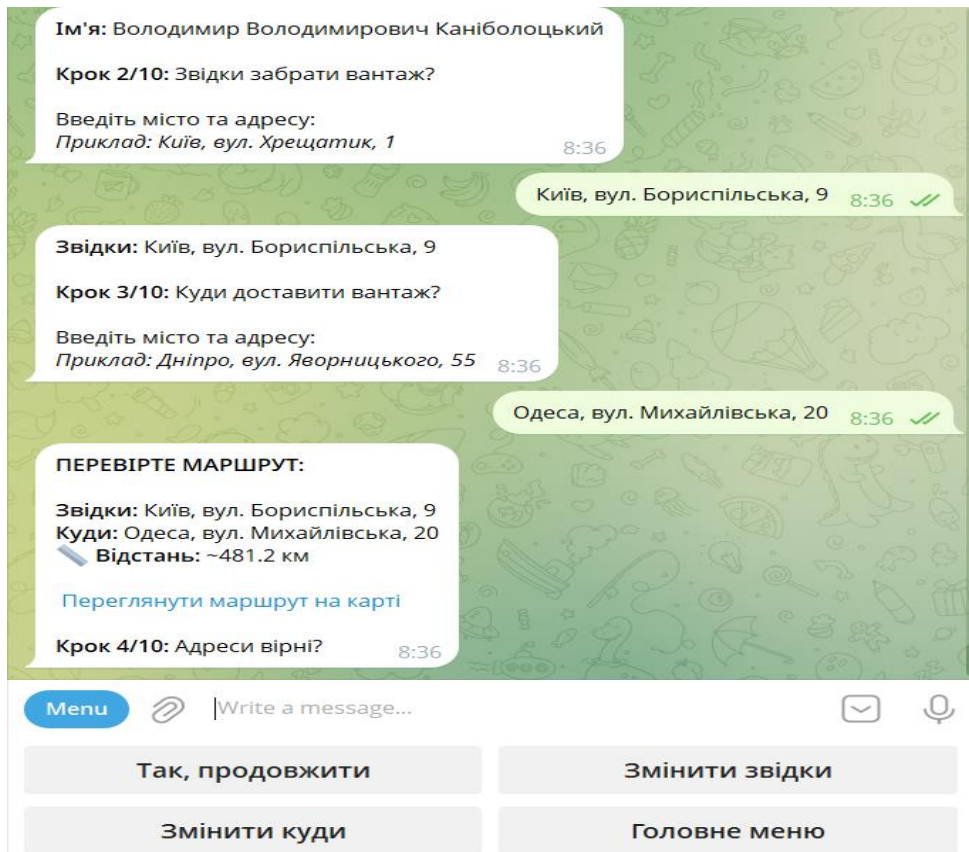 Ім'я: Володимир Володимирович Каніболоцький
Крок 2/10: Звідки забрати вантаж?
Введіть місто та адресу:
Приклад: Київ, вул. Хрещатик, 1
8:36
Київ, вул. Бориспільська, 9
8:36
Звідки: Київ, вул. Бориспільська, 9
Крок 3/10: Куди доставити вантаж?
Введіть місто та адресу:
Приклад: Дніпро, вул. Яворницького, 55
8:36
Одеса, вул. Михайлівська, 20
8:36
ПЕРЕВІРТЕ МАРШРУТ:
Звідки: Київ, вул. Бориспільська, 9
Куди: Одеса, вул. Михайлівська, 20
Відстань: ~481.2 км
Переглянути маршрут на карті
Крок 4/10: Адреси вірні?
8:36
Menu
Write a message...
Так, продовжити
Змінити звідки
Змінити куди
Головне меню